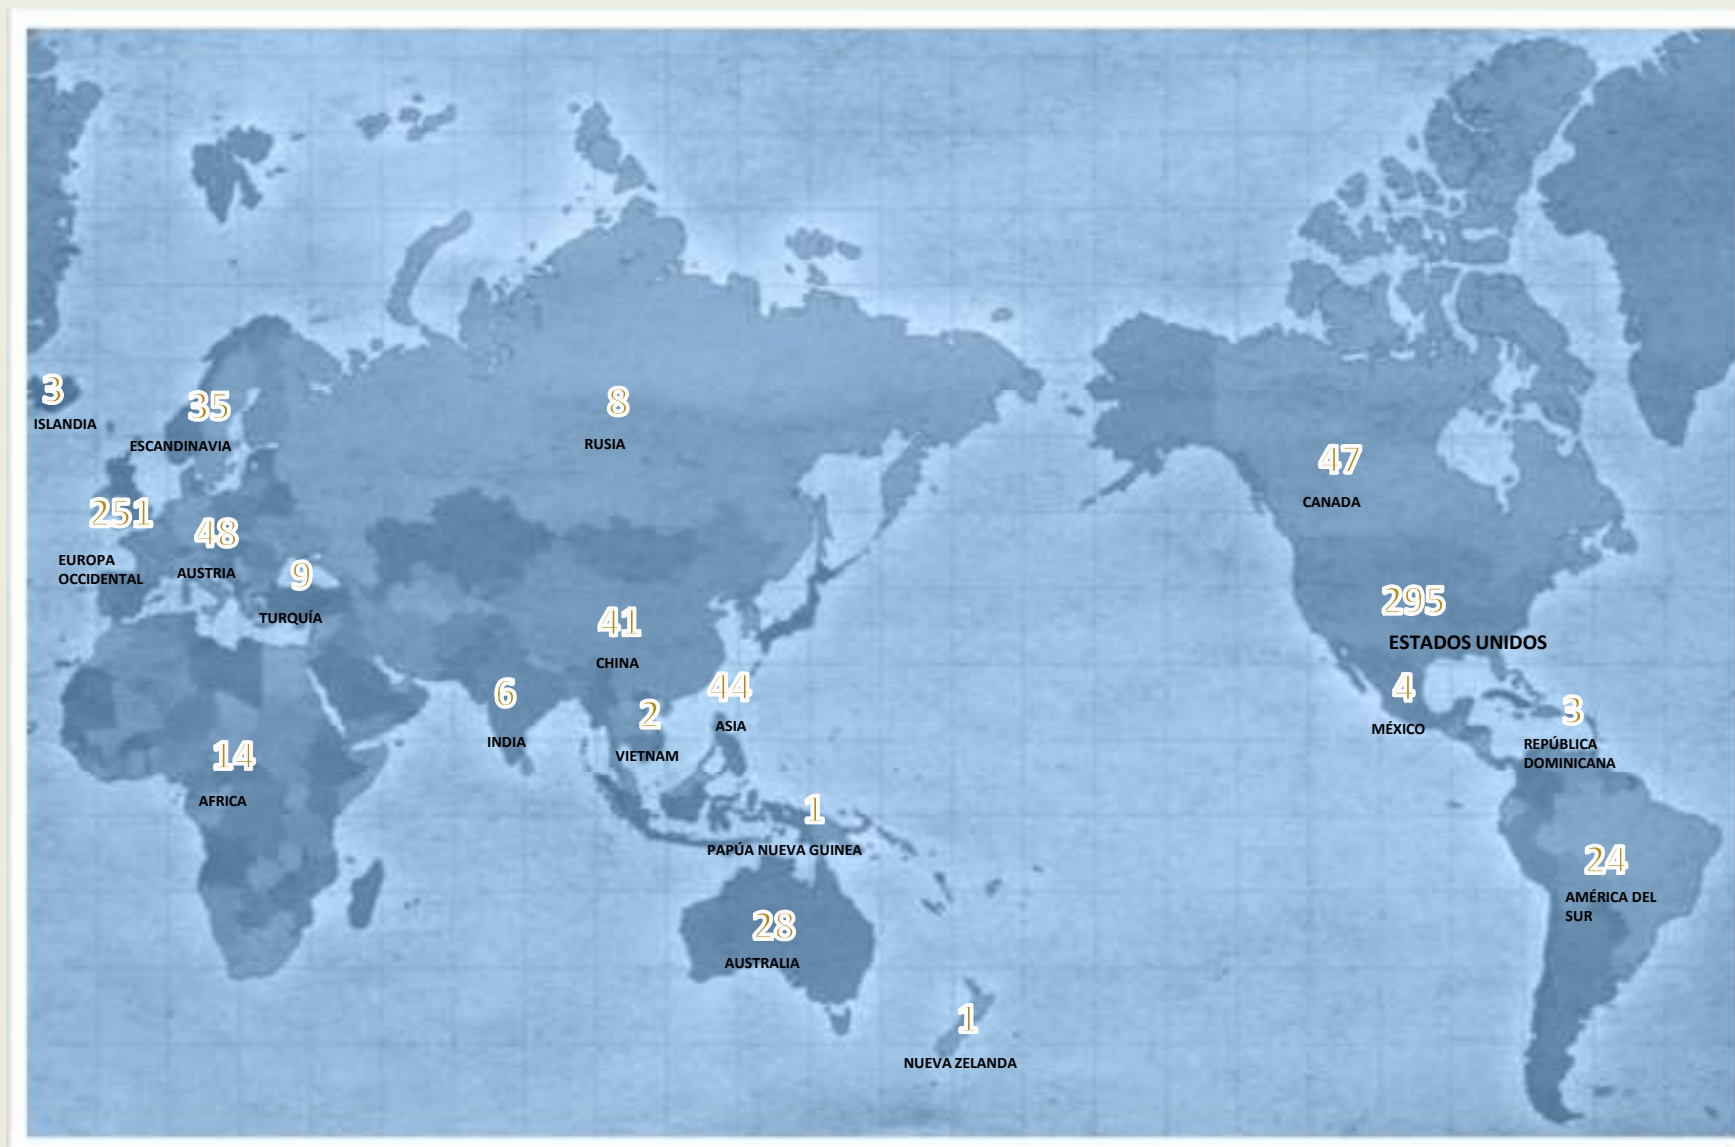 3
ISLANDIA
35
ESCANDINAVIA
251
EUROPA
OCCIDENTAL
48
AUSTRIA
9
TURQUÍA
8
RUSIA
41
CHINA
6
INDIA
2
VIETNAM
44
ASIA
14
AFRICA
1
PAPÚA NUEVA GUINEA
28
AUSTRALIA
1
NUEVA ZELANDA
47
CANADA
295
ESTADOS UNIDOS
4
MÉXICO
3
REPÚBLICA
DOMINICANA
24
AMÉRICA DEL
SUR